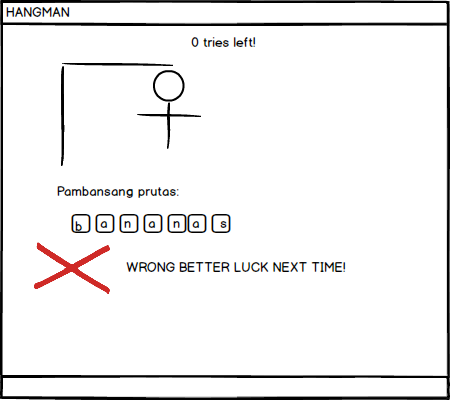 HANGMAN
0 tries left!
Pambansang prutas:
b a n a n a s
WRONG BETTER LUCK NEXT TIME!